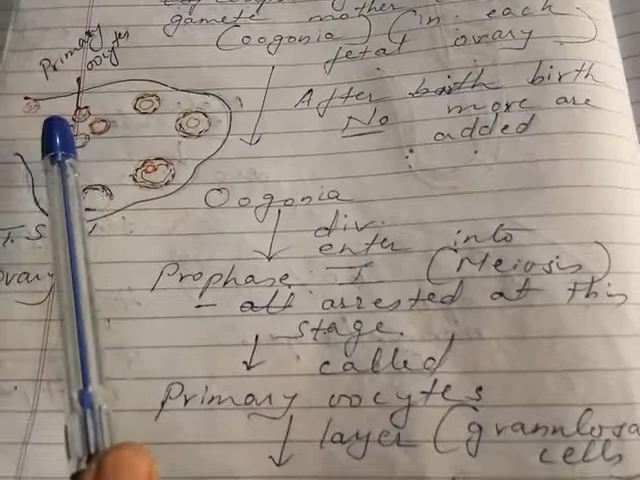 gamete mother
(oogonia) (in each
fetal ovary)
Primary
oocytes
After birth birth
No more are
added
Oogonia
div.
enter into
Prophase I (Meiosis)
- all arrested at this
stage.
called
Primary oocytes
layer (granulosa
cells
T.S
ovary